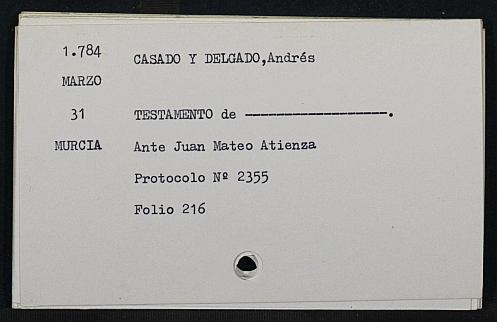 1.784 CASADO Y DELGADO,Andrés
MARZO
31 TESTAMENTO de ------------------.
MURCIA Ante Juan Mateo Atienza
Protocolo Nº 2355
Folio 216